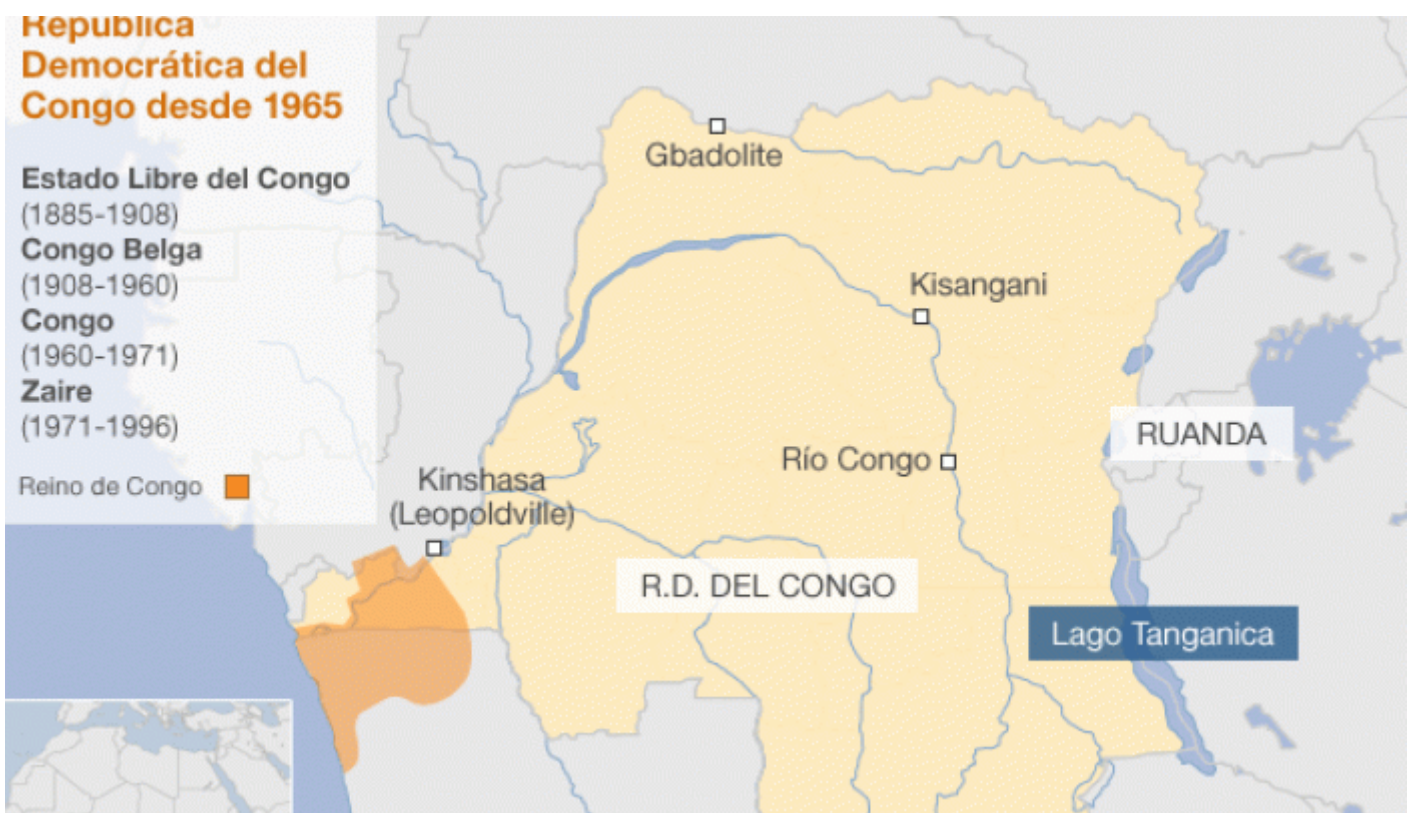 República
Democrática del
Congo desde 1965
Estado Libre del Congo
(1885-1908)
Congo Belga
(1908-1960)
Congo
(1960-1971)
Zaire
(1971-1996)
Reino de Congo
Gbadolite
Kisangani
RUANDA
Río Congo
Kinshasa
(Leopoldville)
R.D. DEL CONGO
Lago Tanganica